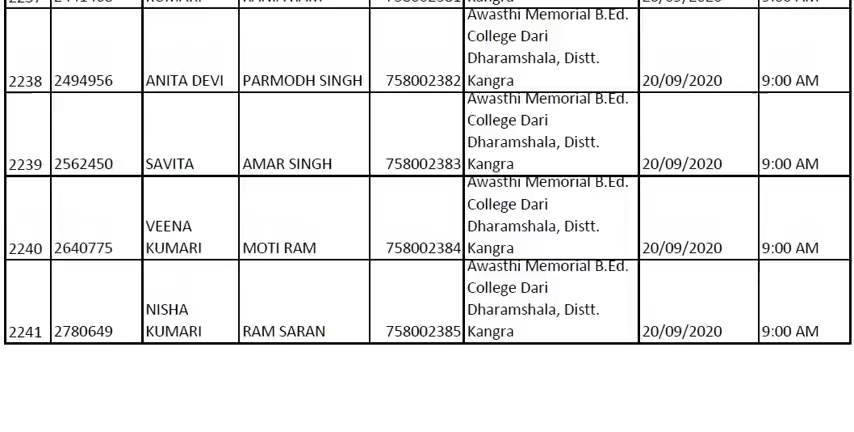 Awasthi Memorial B.Ed.
College Dari
Dharamshala, Distt.
2238 2494956 ANITA DEVI PARMODH SINGH 758002382 Kangra 20/09/2020 9:00 AM
Awasthi Memorial B.Ed.
College Dari
Dharamshala, Distt.
2239 2562450 SAVITA AMAR SINGH 758002383 Kangra 20/09/2020 9:00 AM
Awasthi Memorial B.Ed.
College Dari
VEENA Dharamshala, Distt.
2240 2640775 KUMARI MOTI RAM 758002384 Kangra 20/09/2020 9:00 AM
Awasthi Memorial B.Ed.
College Dari
NISHA Dharamshala, Distt.
2241 2780649 KUMARI RAM SARAN 758002385 Kangra 20/09/2020 9:00 AM